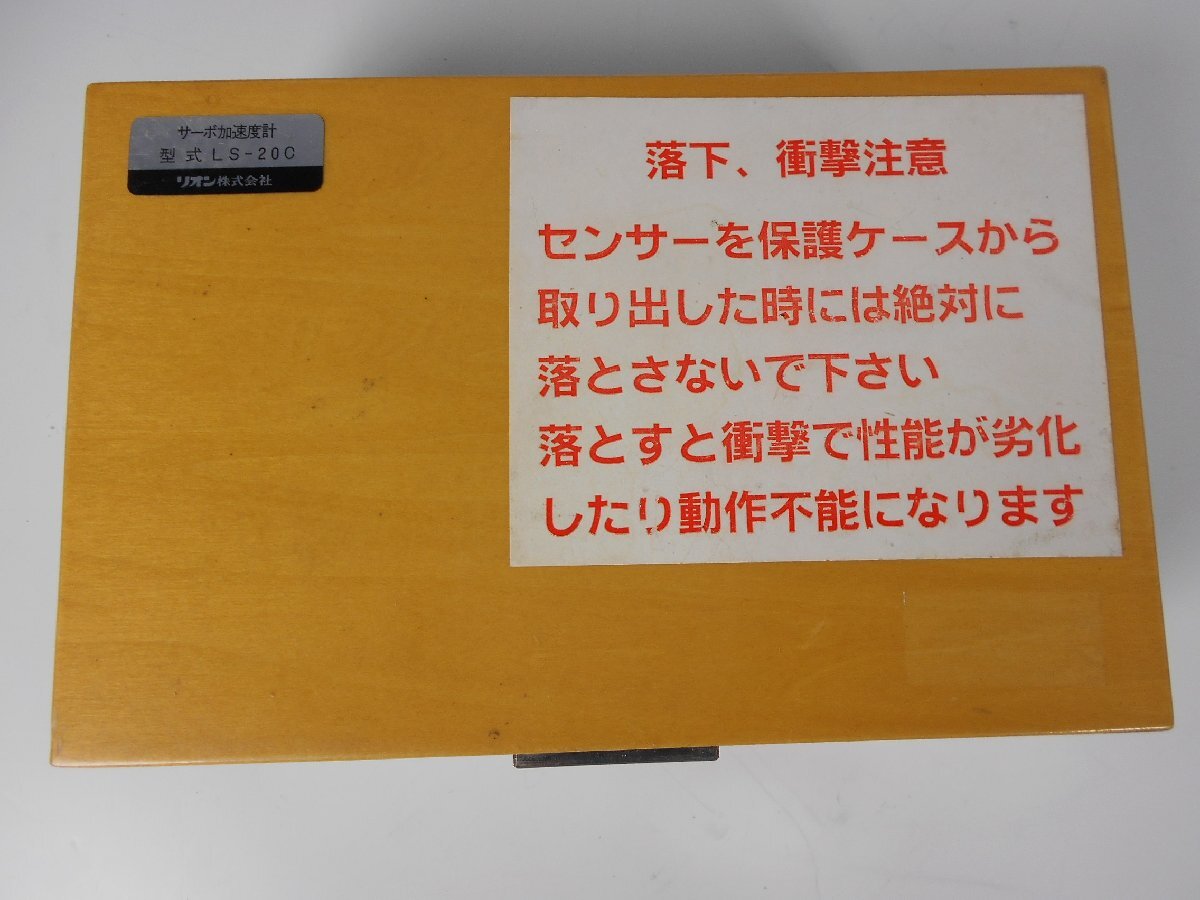 サーボ加速度計
型式 LS-20C
リオン株式会社
落下、衝撃注意
センサーを保護ケースから
取り出した時には絶対に
落とさないで下さい
落とすと衝撃で性能が劣化
したり動作不能になります